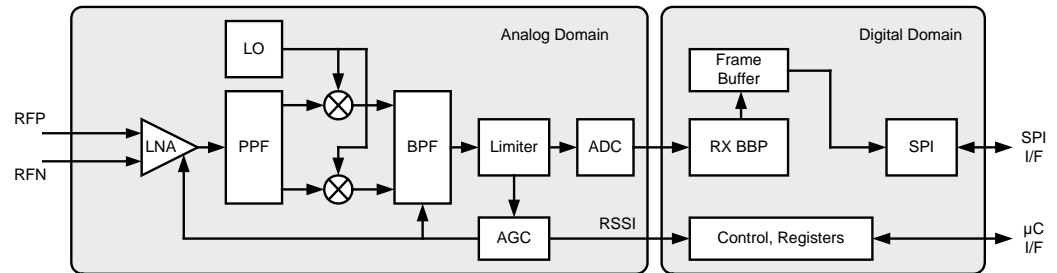 LO
Analog Domain
Digital Domain
Frame
Buffer
RFP
RFN
LNA
PPF
BPF
Limiter
ADC
RX BBP
SPI
SPI
I/F
AGC
RSSI
Control, Registers
µC
I/F